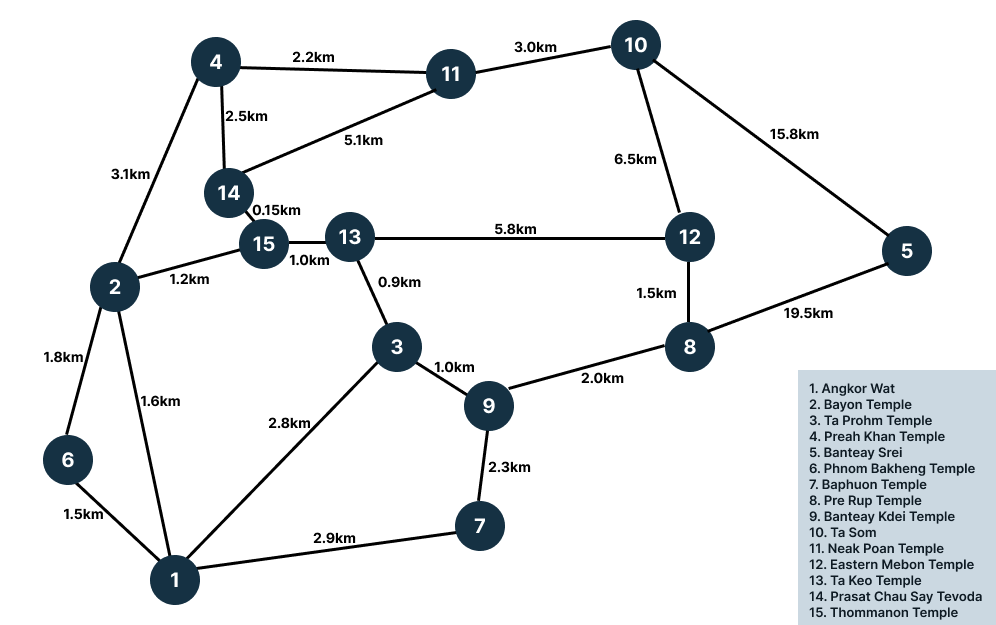 4
2.2km
11
3.0km
10
2.5km
5.1km
15.8km
3.1km
6.5km
14
0.15km
15
1.0km
13
5.8km
12
5
2
1.2km
0.9km
1.5km
19.5km
1.8km
1.6km
3
1.0km
8
2.0km
2.8km
9
6
2.3km
1.5km
7
2.9km
1
1. Angkor Wat
2. Bayon Temple
3. Ta Prohm Temple
4. Preah Khan Temple
5. Banteay Srei
6. Phnom Bakheng Temple
7. Baphuon Temple
8. Pre Rup Temple
9. Banteay Kdei Temple
10. Ta Som
11. Neak Poan Temple
12. Eastern Mebon Temple
13. Ta Keo Temple
14. Prasat Chau Say Tevoda
15. Thommanon Temple